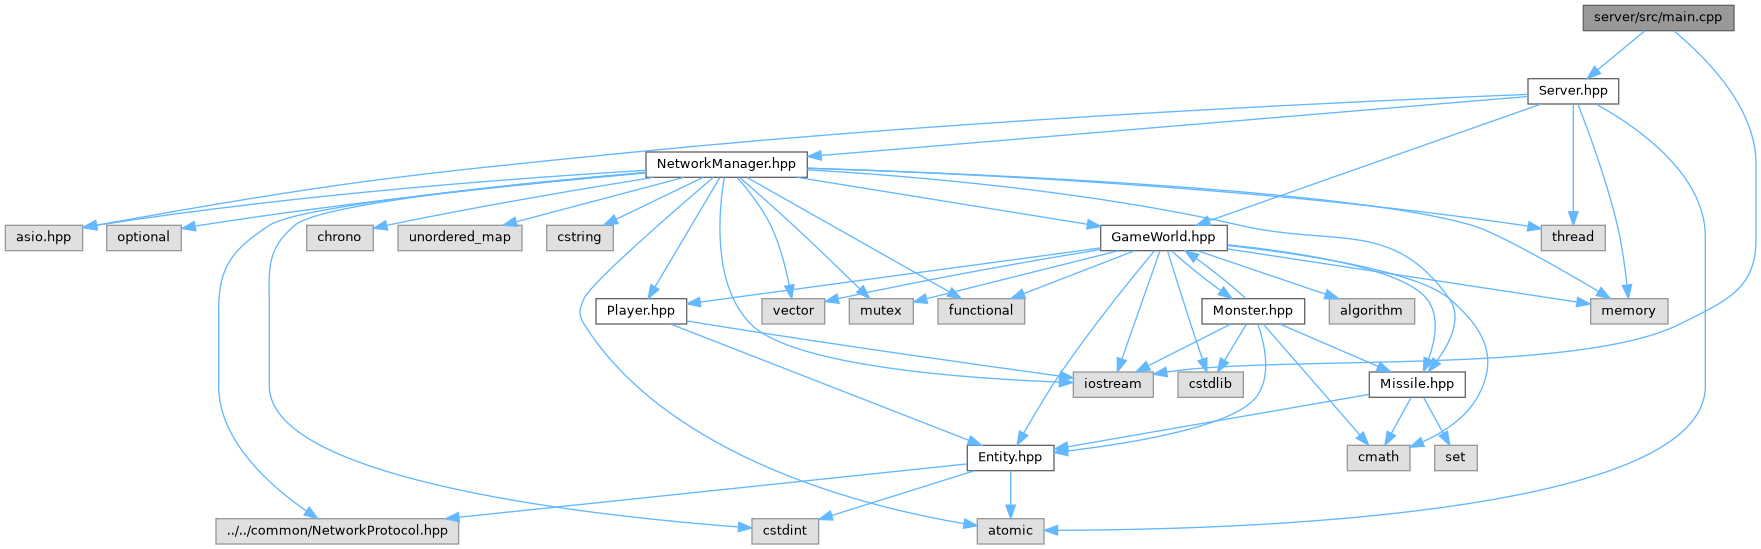 server/src/main.cpp
Server.hpp
NetworkManager.hpp
asio.hpp
optional
chrono
unordered_map
cstring
GameWorld.hpp
thread
Player.hpp
vector
mutex
functional
Monster.hpp
algorithm
memory
iostream
cstdlib
Missile.hpp
Entity.hpp
cmath
set
../../common/NetworkProtocol.hpp
cstdint
atomic